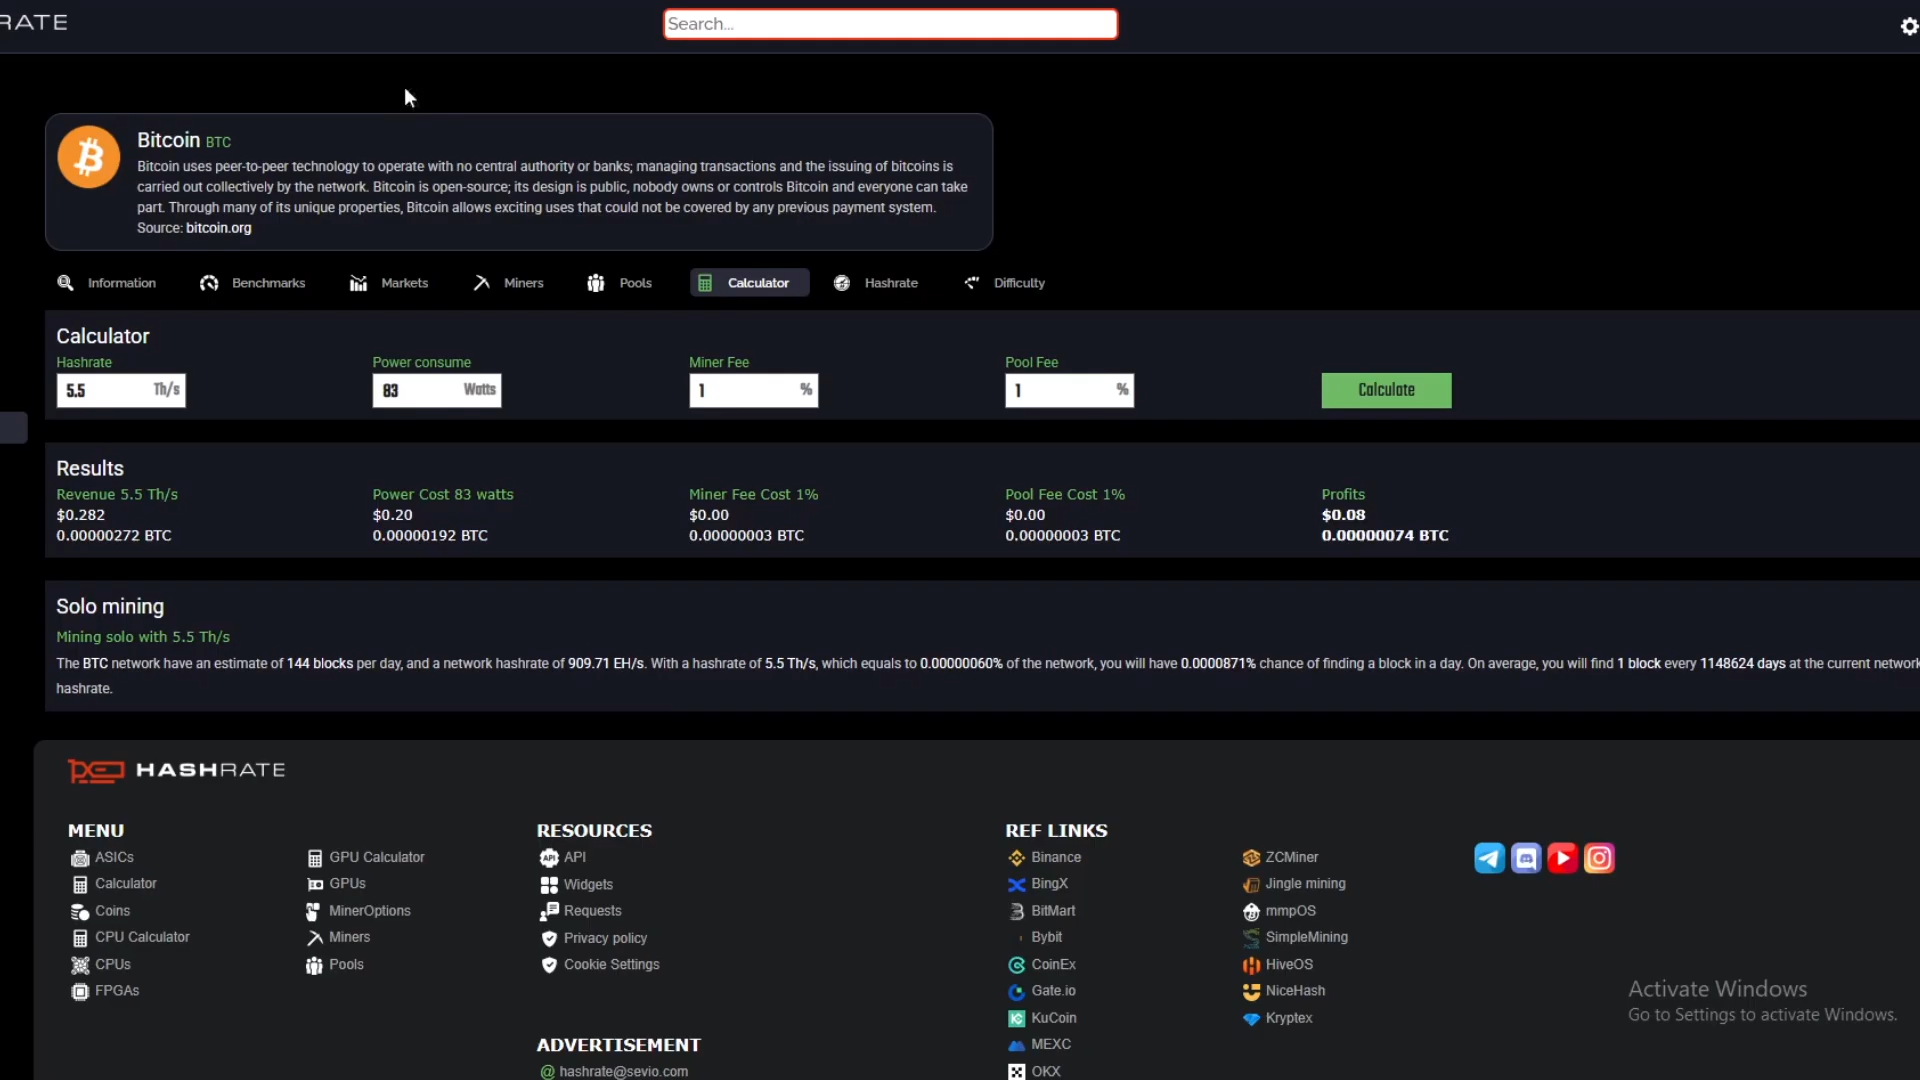 RATE
Search...
Bitcoin BTC
Bitcoin uses peer-to-peer technology to operate with no central authority or banks; managing transactions and the issuing of bitcoins is
carried out collectively by the network. Bitcoin is open-source; its design is public, nobody owns or controls Bitcoin and everyone can take
part. Through many of its unique properties, Bitcoin allows exciting uses that could not be covered by any previous payment system.
Source: bitcoin.org
Information Benchmarks Markets Miners Pools Calculator Hashrate Difficulty
Calculator
Hashrate Power consume Miner Fee Pool Fee
5.5 Th/s 83 Watts 1 % 1 % Calculate
Results
Revenue 5.5 Th/s Power Cost 83 watts Miner Fee Cost 1% Pool Fee Cost 1% Profits
$0.282 $0.20 $0.00 $0.00 $0.08
0.00000272 BTC 0.00000192 BTC 0.00000003 BTC 0.00000003 BTC 0.00000074 BTC
Solo mining
Mining solo with 5.5 Th/s
The BTC network have an estimate of 144 blocks per day, and a network hashrate of 909.71 EH/s. With a hashrate of 5.5 Th/s, which equals to 0.00000060% of the network, you will have 0.0000871% chance of finding a block in a day. On average, you will find 1 block every 1148624 days at the current network
hashrate.
HASHRATE
MENU
ASICs
Calculator
Coins
CPU Calculator
CPUs
FPGAs
GPU Calculator
GPUs
MinerOptions
Miners
Pools
RESOURCES
API
Widgets
Requests
Privacy policy
Cookie Settings
ADVERTISEMENT
@ hashrate@sevio.com
REF LINKS
Binance
BingX
BitMart
Bybit
CoinEx
Gate.io
KuCoin
MEXC
OKX
ZCMiner
Jingle mining
mmpOS
SimpleMining
HiveOS
NiceHash
Kryptex
Activate Windows
Go to Settings to activate Windows.